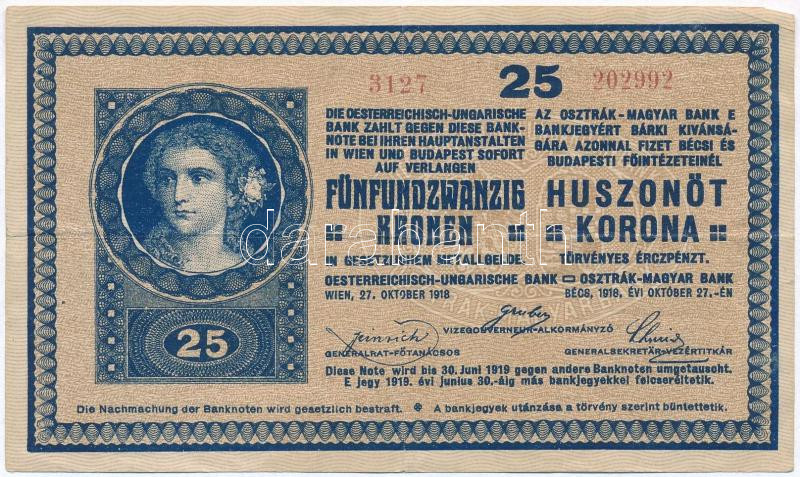 3127 25 202992
DIE OESTERREICHISCH-UNGARISCHE
BANK ZAHLT GEGEN DIESE BANK-
NOTE BEI IHREN HAUPTANSTALTEN
IN WIEN UND BUDAPEST SOFORT
AUF VERLANGEN
FÜNFUNDZWANZIG
KRONEN
IN GESETZLICHEM METALLGELDE.
AZ OSZTRÁK-MAGYAR BANK E
BANKJEGYÉRT BÁRKI KIVÁNSÁ-
GÁRA AZONNAL FIZET BÉCSI ÉS
BUDAPESTI FŐINTÉZETEINÉL
HUSZONÖT
KORONA
TÖRVÉNYES ÉRCZPÉNZT.
darabanth
OESTERREICHISCH-UNGARISCHE BANK OSZTRÁK-MAGYAR BANK
WIEN, 27. OKTOBER 1918 BÉCS, 1918. ÉVI OKTÓBER 27.-ÉN
Gruber
VIZEGOUVERNEUR-ALKORMÁNYZÓ
GENERALRAT-FŐTANÁCSOS
GENERALSEKRETÄR-VEZÉRTITKÁR
Diese Note wird bis 30. Juni 1919 gegen andere Banknoten umgetauscht.
E jegy 1919. évi junius 30.-áig más bankjegyekkel felcseréltetik.
25
Die Nachmachung der Banknoten wird gesetzlich bestraft. A bankjegyek utánzása a törvény szerint büntettetik.